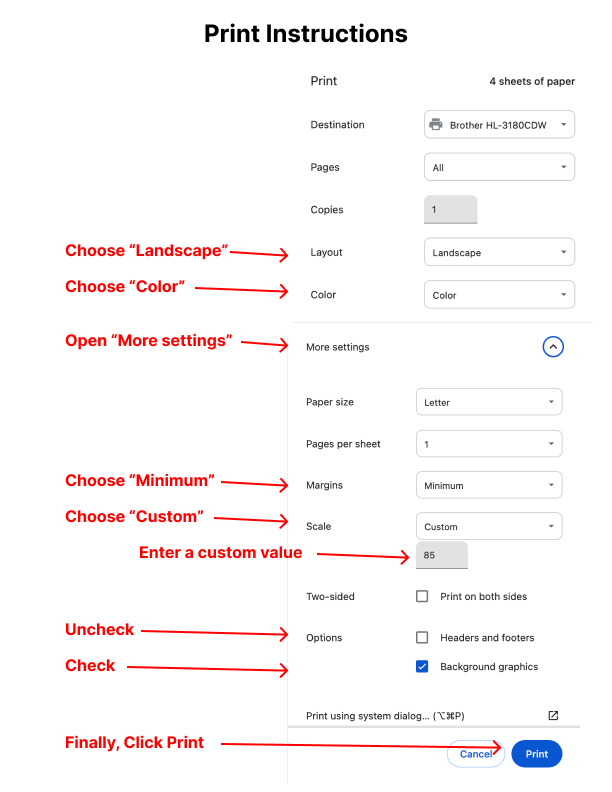 Print Instructions
Print 4 sheets of paper
Destination Brother HL-3180CDW
Pages All
Copies 1
Choose “Landscape” Layout Landscape
Choose “Color” Color Color
Open “More settings” More settings
Paper size Letter
Pages per sheet 1
Choose “Minimum” Margins Minimum
Choose “Custom” Scale Custom
Enter a custom value 85
Two-sided Print on both sides
Uncheck Options Headers and footers
Check Background graphics
Print using system dialog... (⌥⌘P)
Finally, Click Print Cancel Print